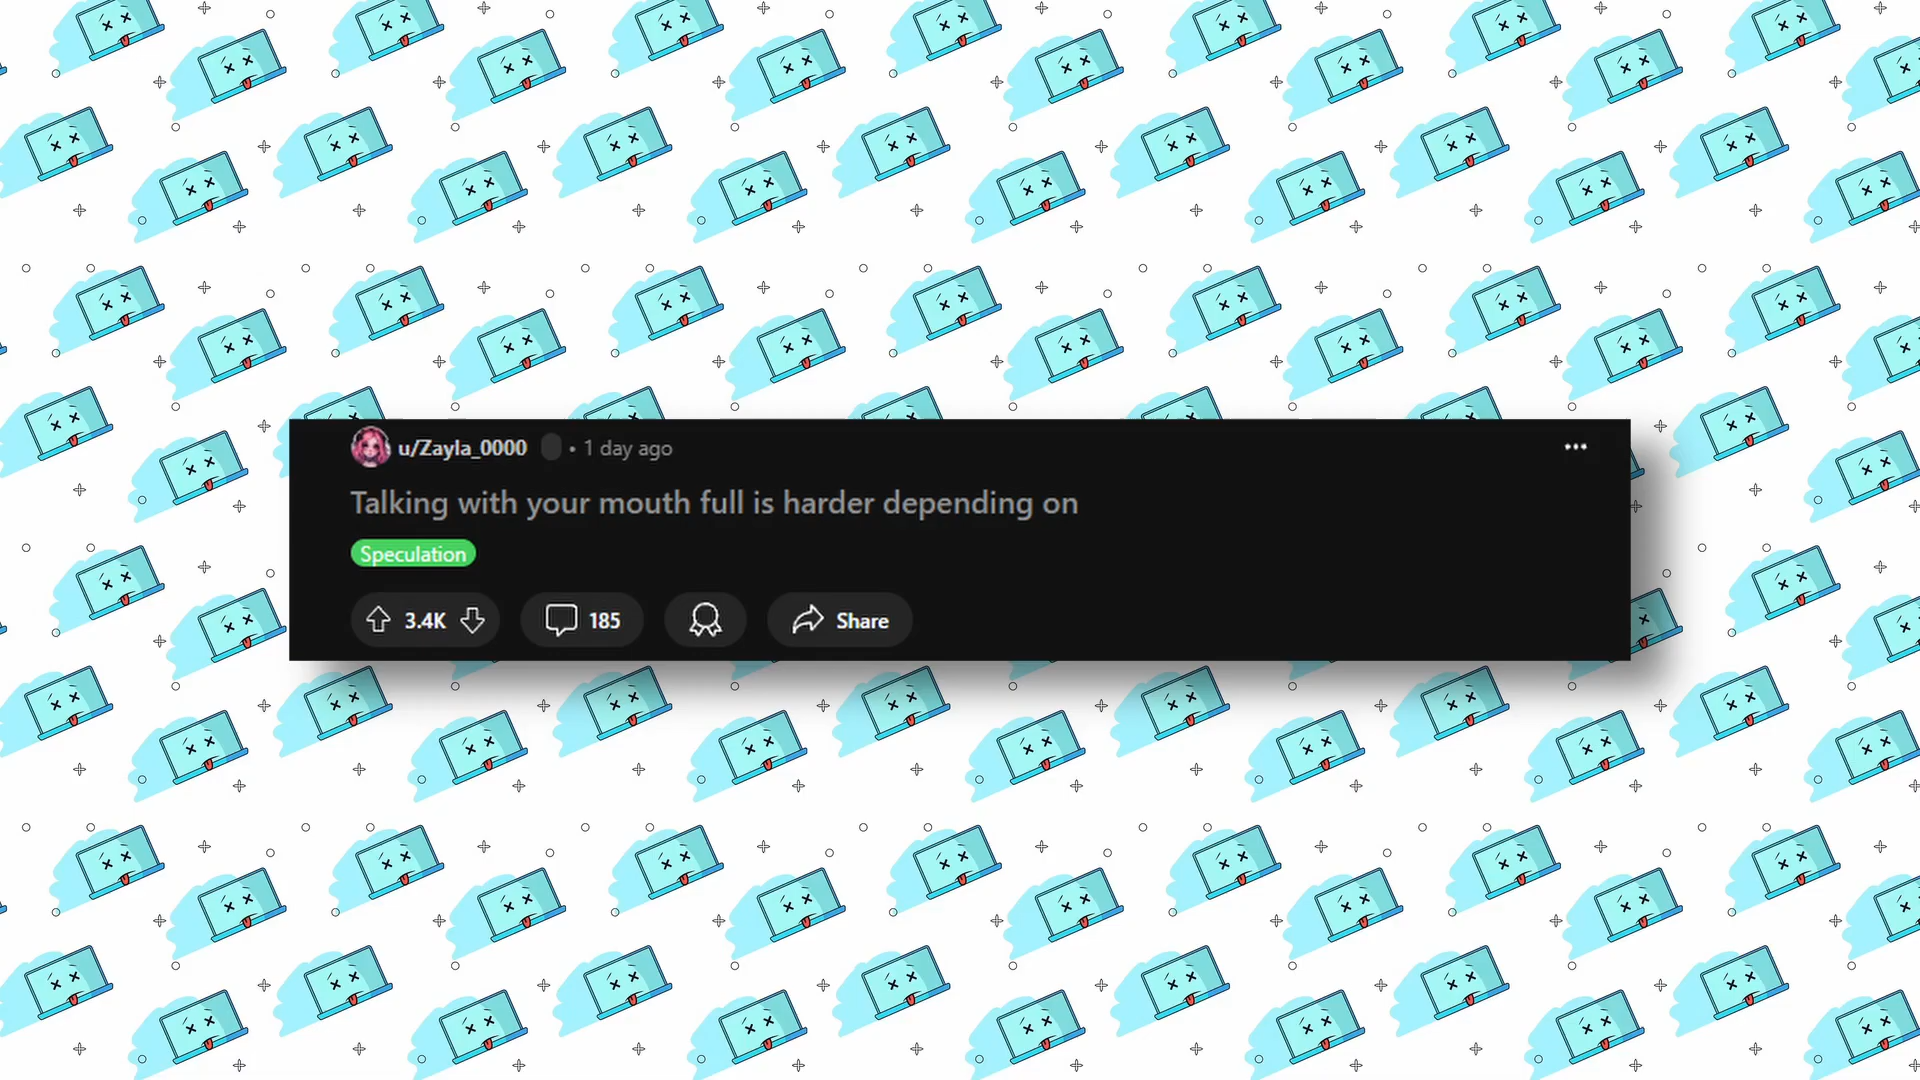 u/Zayla_0000 • 1 day ago
Talking with your mouth full is harder depending on
Speculation
3.4K 185 Share